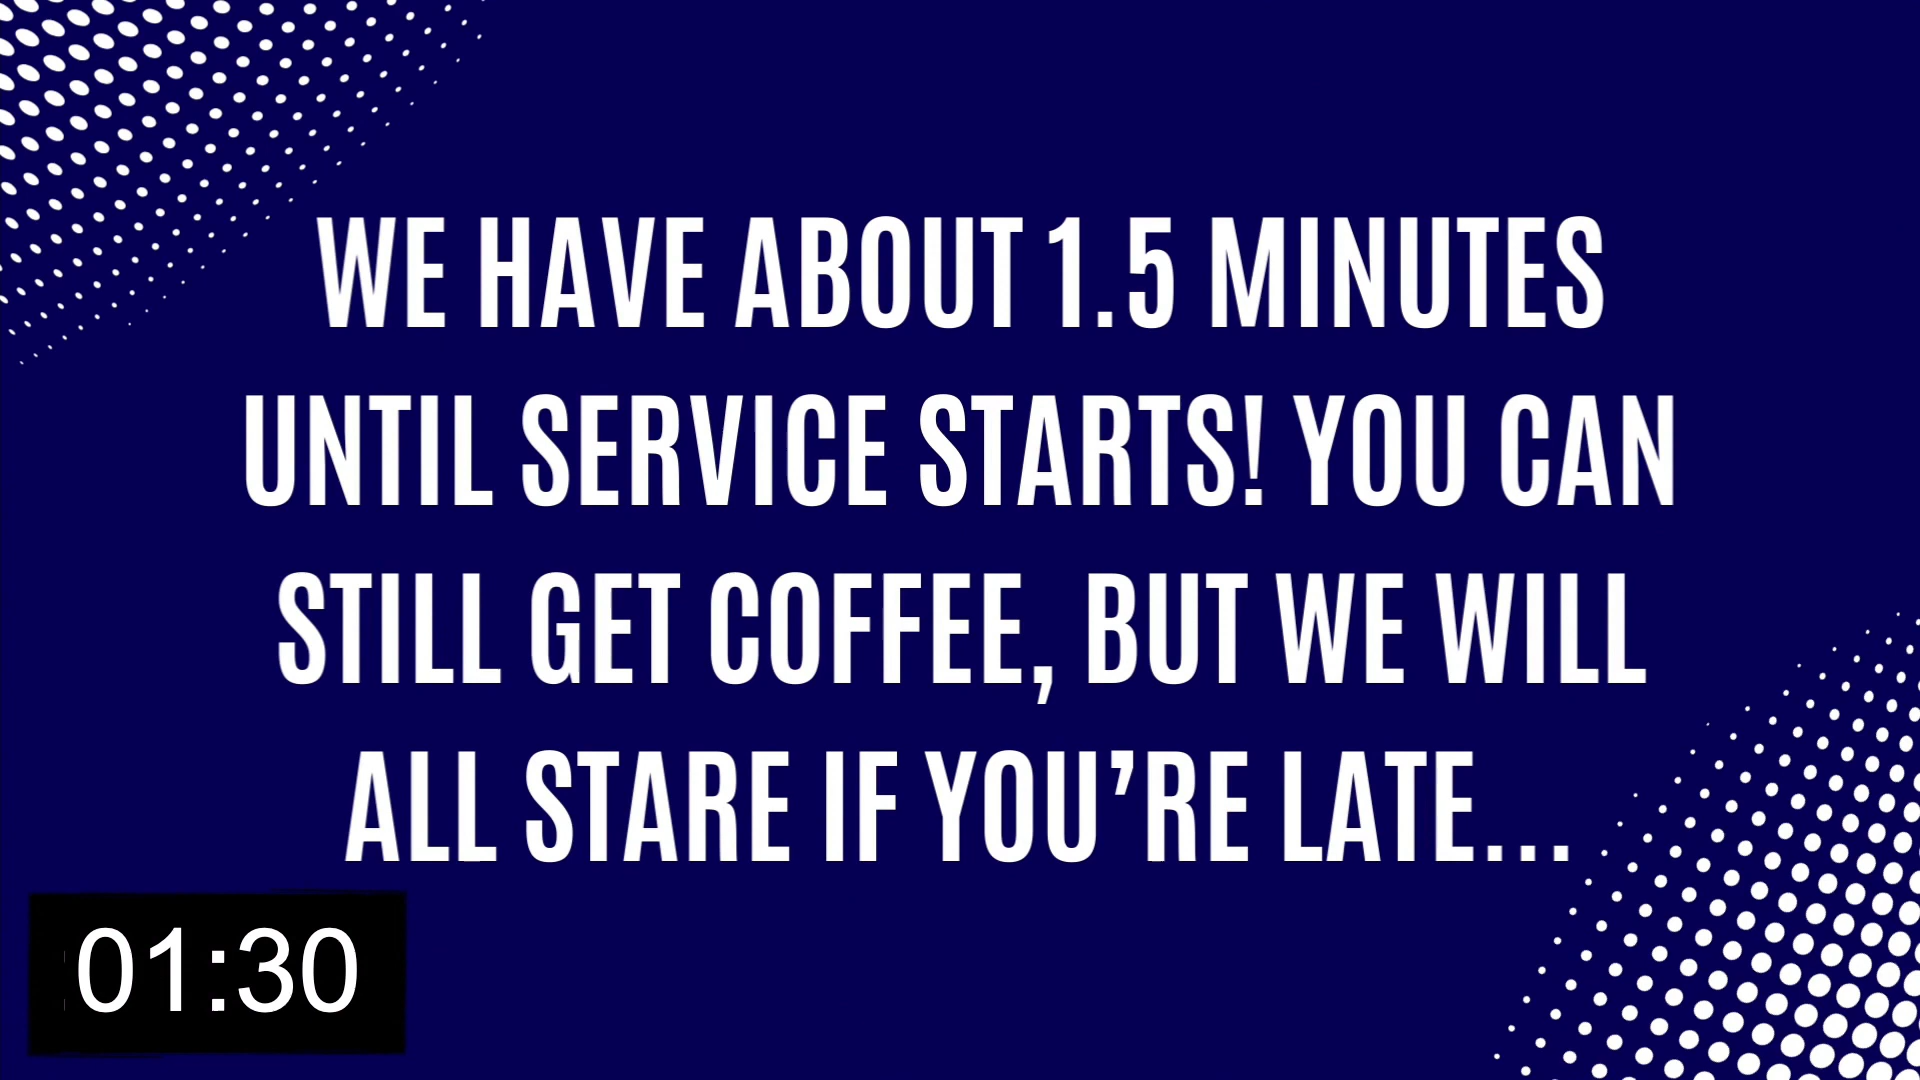 WE HAVE ABOUT 1.5 MINUTES
UNTIL SERVICE STARTS! YOU CAN
STILL GET COFFEE, BUT WE WILL
ALL STARE IF YOU’RE LATE...
01:30